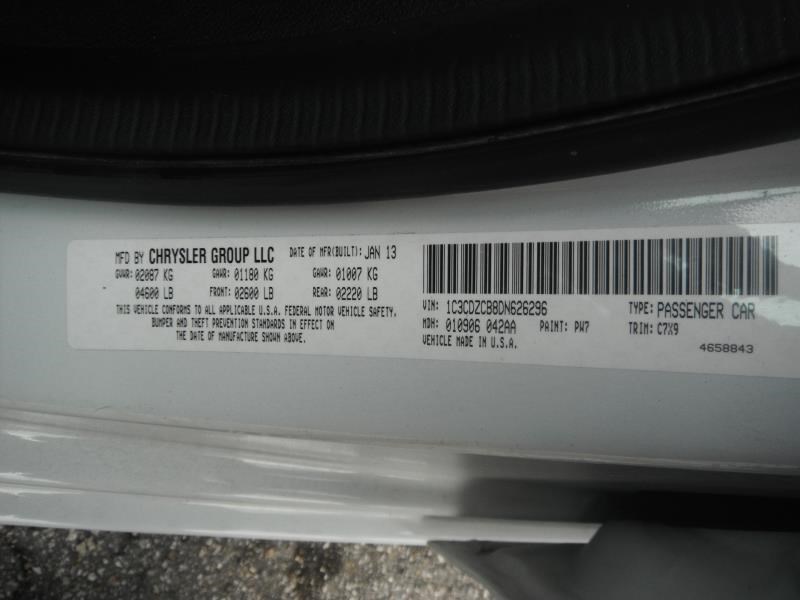 MFD BY CHRYSLER GROUP LLC DATE OF MFR(BUILT): JAN 13
GVWR: 02087 KG GAWR: 01180 KG GAWR: 01007 KG
04600 LB FRONT: 02600 LB REAR: 02220 LB
THIS VEHICLE CONFORMS TO ALL APPLICABLE U.S.A. FEDERAL MOTOR VEHICLE SAFETY,
BUMPER AND THEFT PREVENTION STANDARDS IN EFFECT ON
THE DATE OF MANUFACTURE SHOWN ABOVE.
VIN: 1C3CDZCB8DN626296 TYPE: PASSENGER CAR
MDH: 010906 042AA PAINT: PW7 TRIM: C7X9
VEHICLE MADE IN U.S.A.
4658843